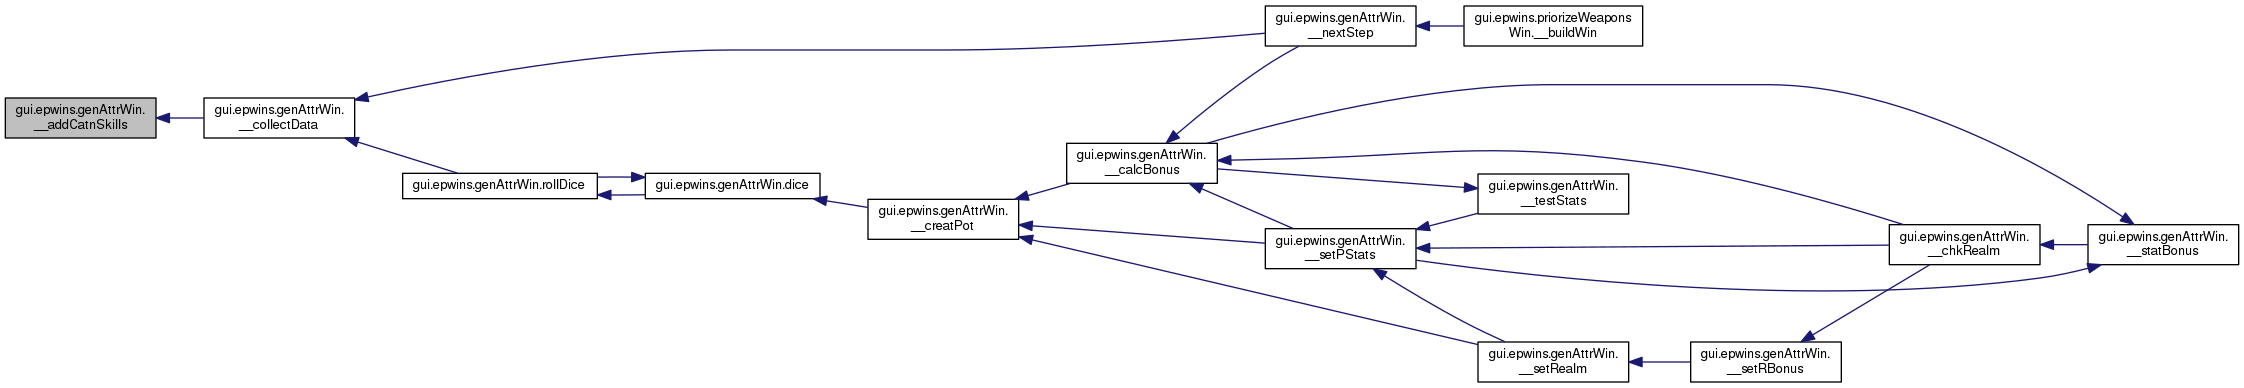 gui.epwins.genAttrWin.
__addCatnSkills
gui.epwins.genAttrWin.
__collectData
gui.epwins.genAttrWin.rollDice
gui.epwins.genAttrWin.dice
gui.epwins.genAttrWin.
__creatPot
gui.epwins.genAttrWin.
__calcBonus
gui.epwins.genAttrWin.
__nextStep
gui.epwins.priorizeWeapons
Win.__buildWin
gui.epwins.genAttrWin.
__testStats
gui.epwins.genAttrWin.
__setPStats
gui.epwins.genAttrWin.
__setRealm
gui.epwins.genAttrWin.
__setRBonus
gui.epwins.genAttrWin.
__chkRealm
gui.epwins.genAttrWin.
__statBonus